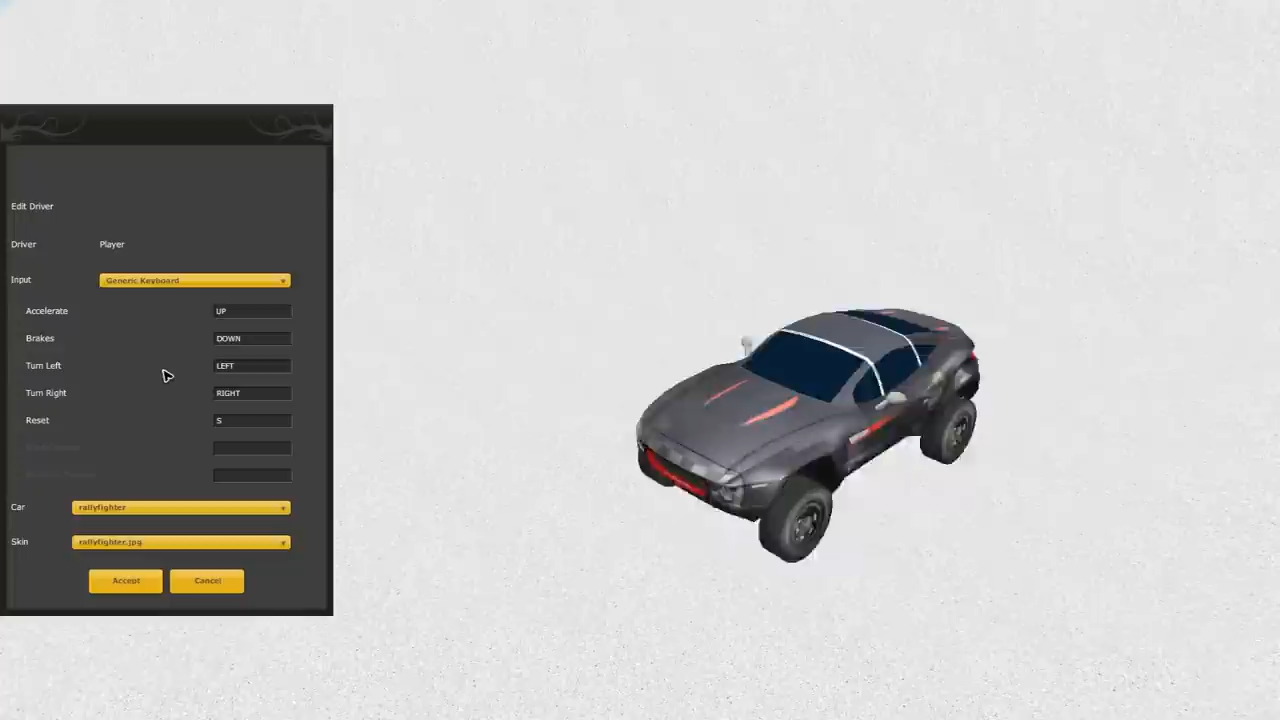 Edit Driver
Driver Player
Input Generic Keyboard
Accelerate UP
Brakes DOWN
Turn Left LEFT
Turn Right RIGHT
Reset S
Car rallyfighter
Skin rallyfighter.jpg
Accept Cancel